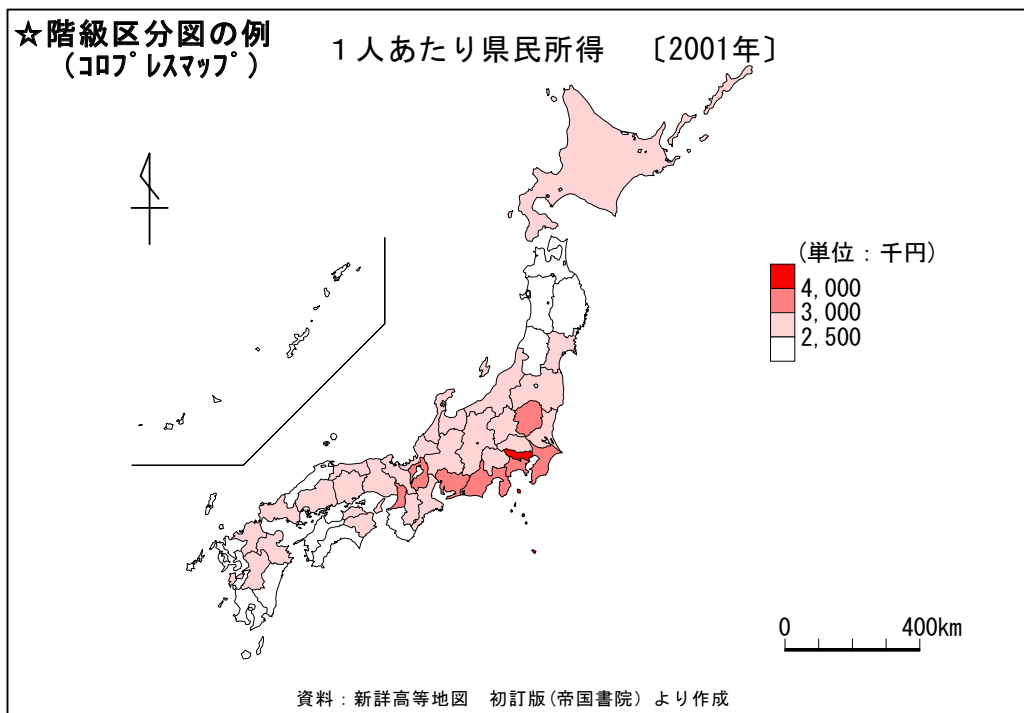 ☆階級区分図の例
(コロプレスマップ)
1人あたり県民所得 〔2001年〕
(単位：千円)
4,000
3,000
2,500
0 400km
資料：新詳高等地図 初訂版(帝国書院) より作成